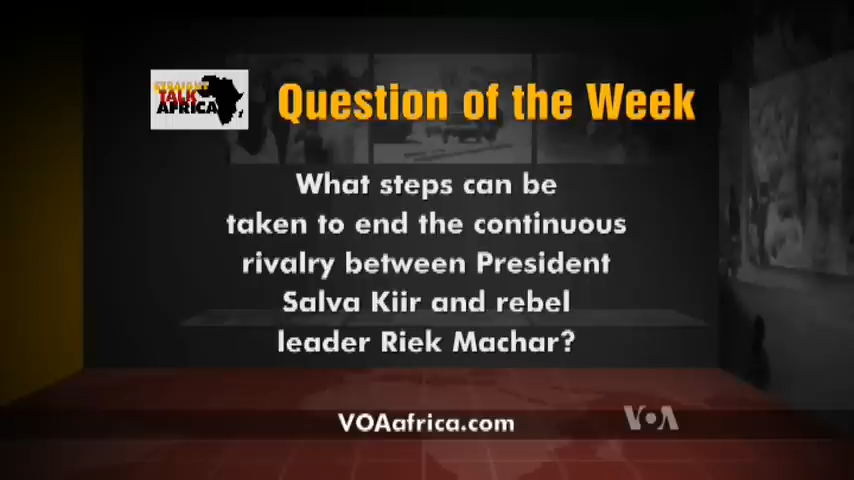 STRAIGHT
TALK
AFRICA
Question of the Week
What steps can be
taken to end the continuous
rivalry between President
Salva Kiir and rebel
leader Riek Machar?
VOAafrica.com
VOA